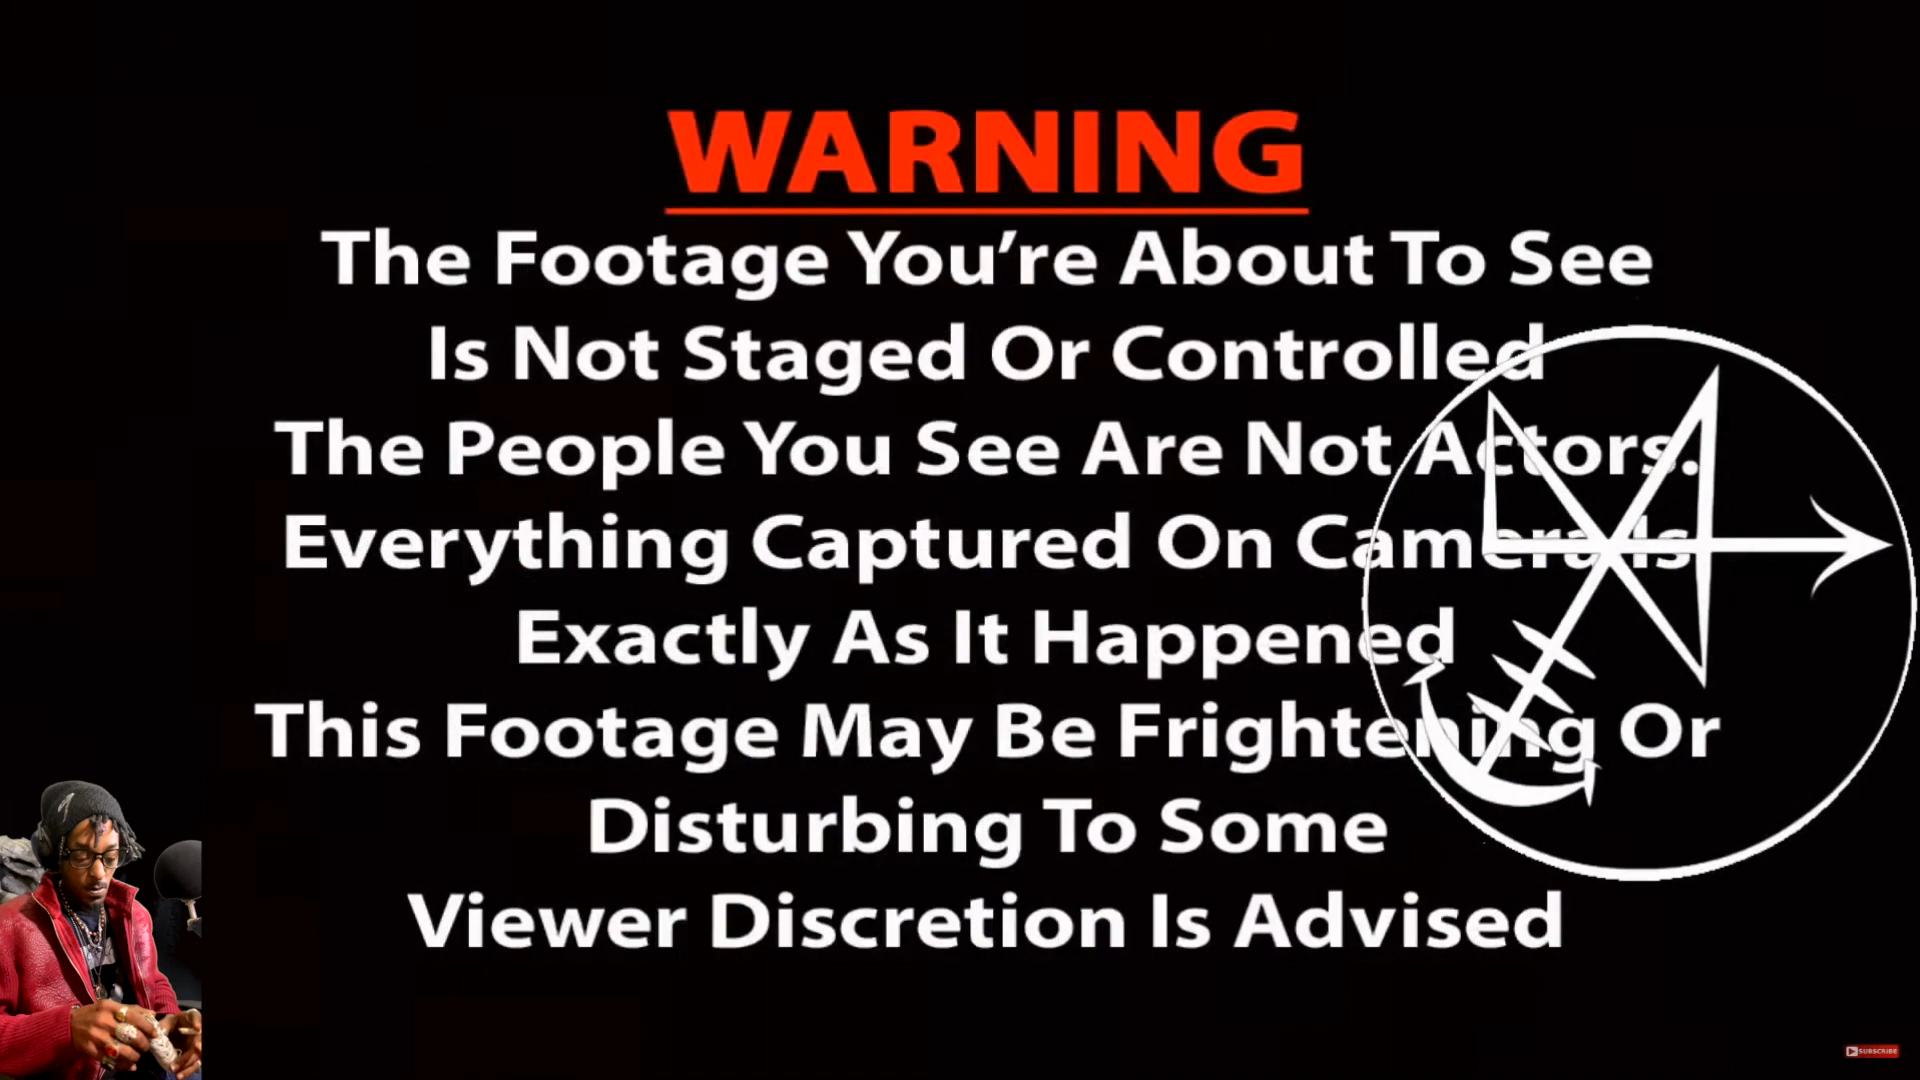 WARNING
The Footage You’re About To See
Is Not Staged Or Controlled
The People You See Are Not Actors.
Everything Captured On Camera Is
Exactly As It Happened
This Footage May Be Frightening Or
Disturbing To Some
Viewer Discretion Is Advised
SUBSCRIBE